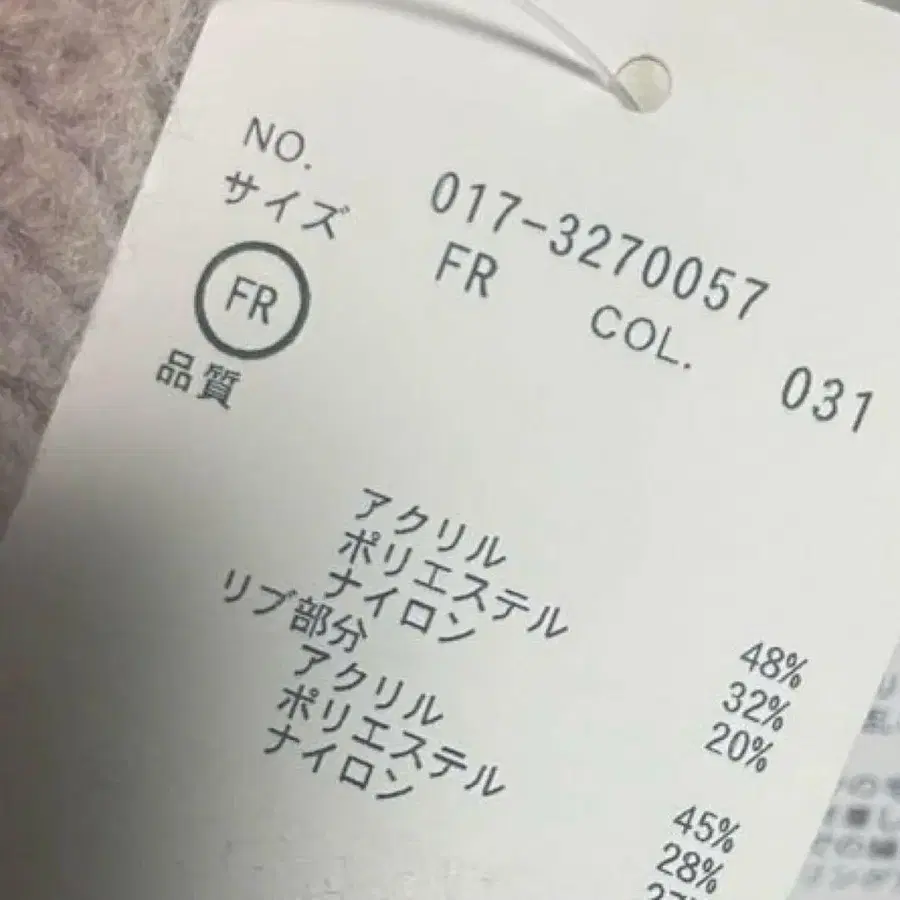 NO. 017-3270057
サイズ FR COL. 031
FR
品質
アクリル 48%
ポリエステル 32%
ナイロン 20%
リブ部分
アクリル 45%
ポリエステル 28%
ナイロン